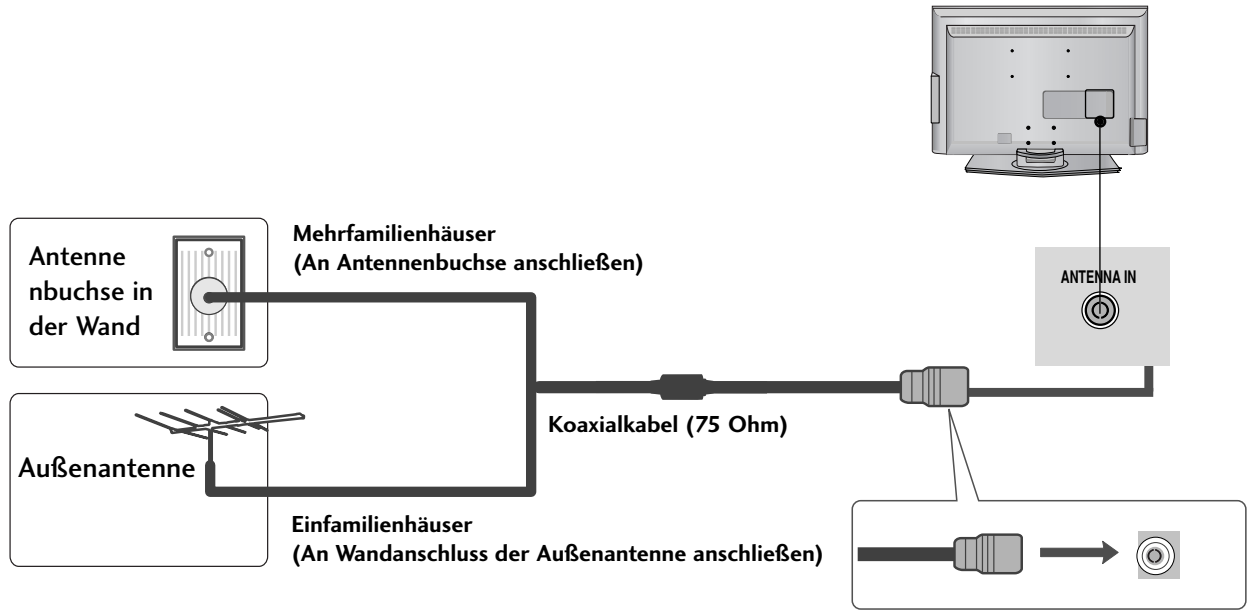 Mehrfamilienhäuser
(An Antennenbuchse anschließen)
Antenne
nbuchse in
der Wand
ANTENNA IN
Koaxialkabel (75 Ohm)
Außenantenne
Einfamilienhäuser
(An Wandanschluss der Außenantenne anschließen)